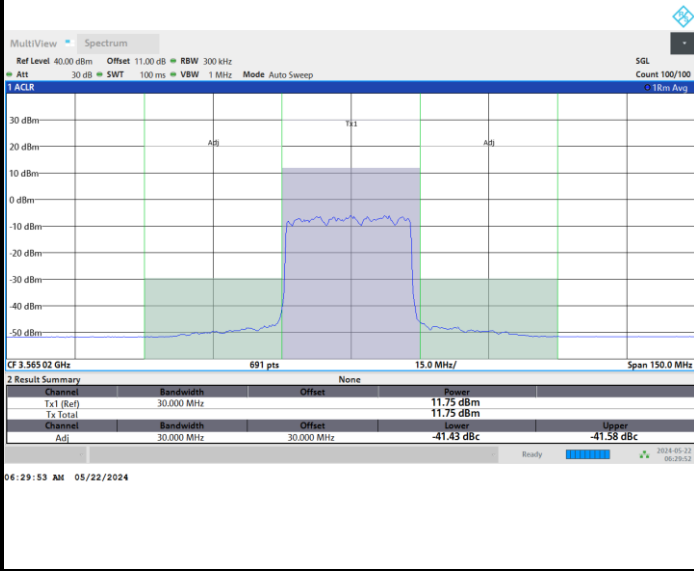 MultiView Spectrum
Ref Level 40.00 dBm Offset 11.00 dB RBW 300 kHz SGL
Att 30 dB SWT 100 ms VBW 1 MHz Mode Auto Sweep Count 100/100
1 ACLR 1Rm Avg
Tx1
30 dBm
Adj Adj
20 dBm
10 dBm
0 dBm
-10 dBm
-20 dBm
-30 dBm
-40 dBm
-50 dBm
CF 3.565 02 GHz 691 pts 15.0 MHz/ Span 150.0 MHz
2 Result Summary None
Channel Bandwidth Offset Power
Tx1 (Ref) 30.000 MHz 11.75 dBm
Tx Total 11.75 dBm
Channel Bandwidth Offset Lower Upper
Adj 30.000 MHz 30.000 MHz -41.43 dBc -41.58 dBc
Ready 2024-05-22
06:29:52
06:29:53 AM 05/22/2024